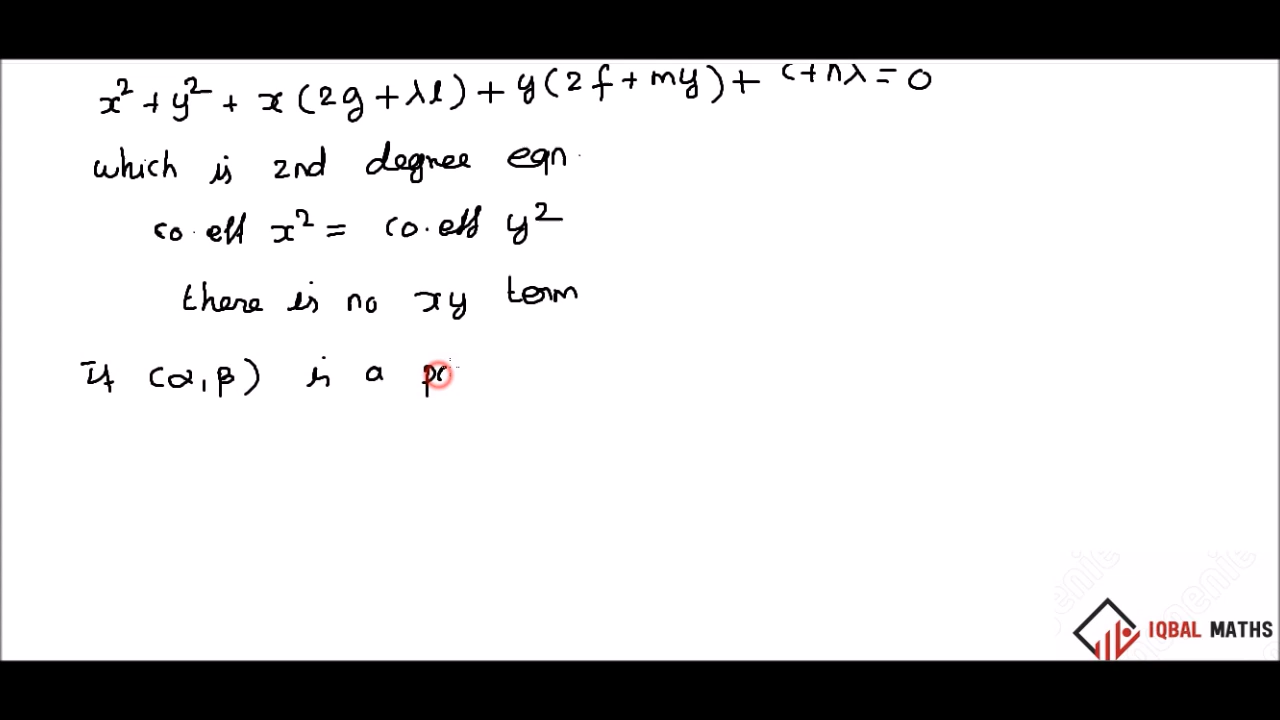 x² + y² + x (2g + λl) + y (2f + my) + c + nλ = 0
which is 2nd degree eqn.
co.eff x² = co.eff y²
there is no xy term
If (α, β) is a po
IQBAL MATHS